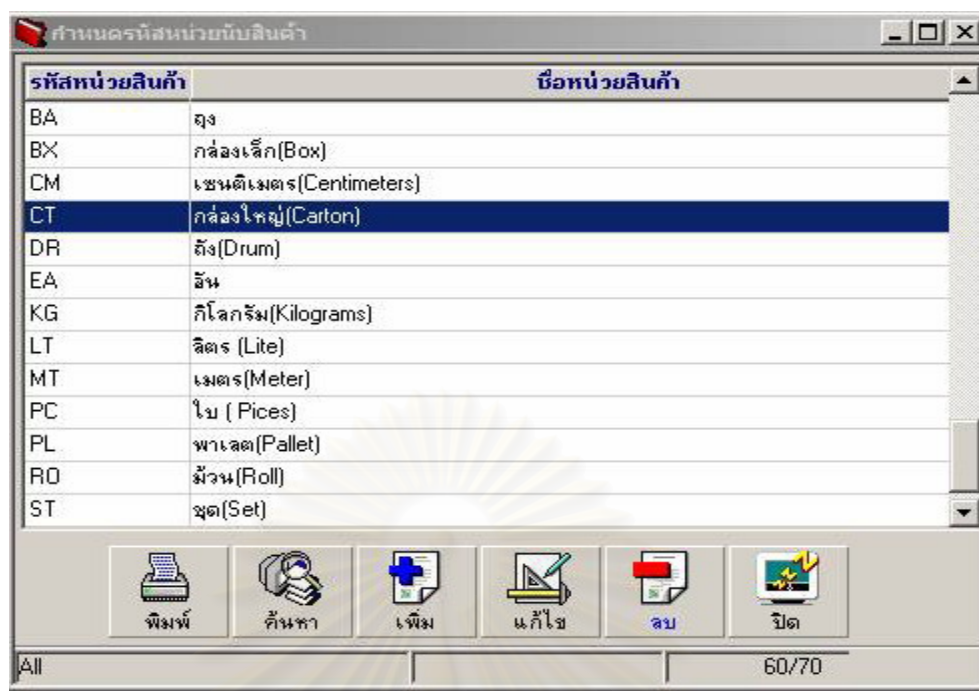 กำหนดรหัสหน่วยนับสินค้า
รหัสหน่วยสินค้า ชื่อหน่วยสินค้า
BA ถุง
BX กล่องเล็ก(Box)
CM เซนติเมตร(Centimeters)
CT กล่องใหญ่(Carton)
DR ถัง(Drum)
EA อัน
KG กิโลกรัม(Kilograms)
LT ลิตร (Lite)
MT เมตร(Meter)
PC ใบ ( Pices)
PL พาเลต(Pallet)
RO ม้วน(Roll)
ST ชุด(Set)
พิมพ์ ค้นหา เพิ่ม แก้ไข ลบ ปิด
All 60/70